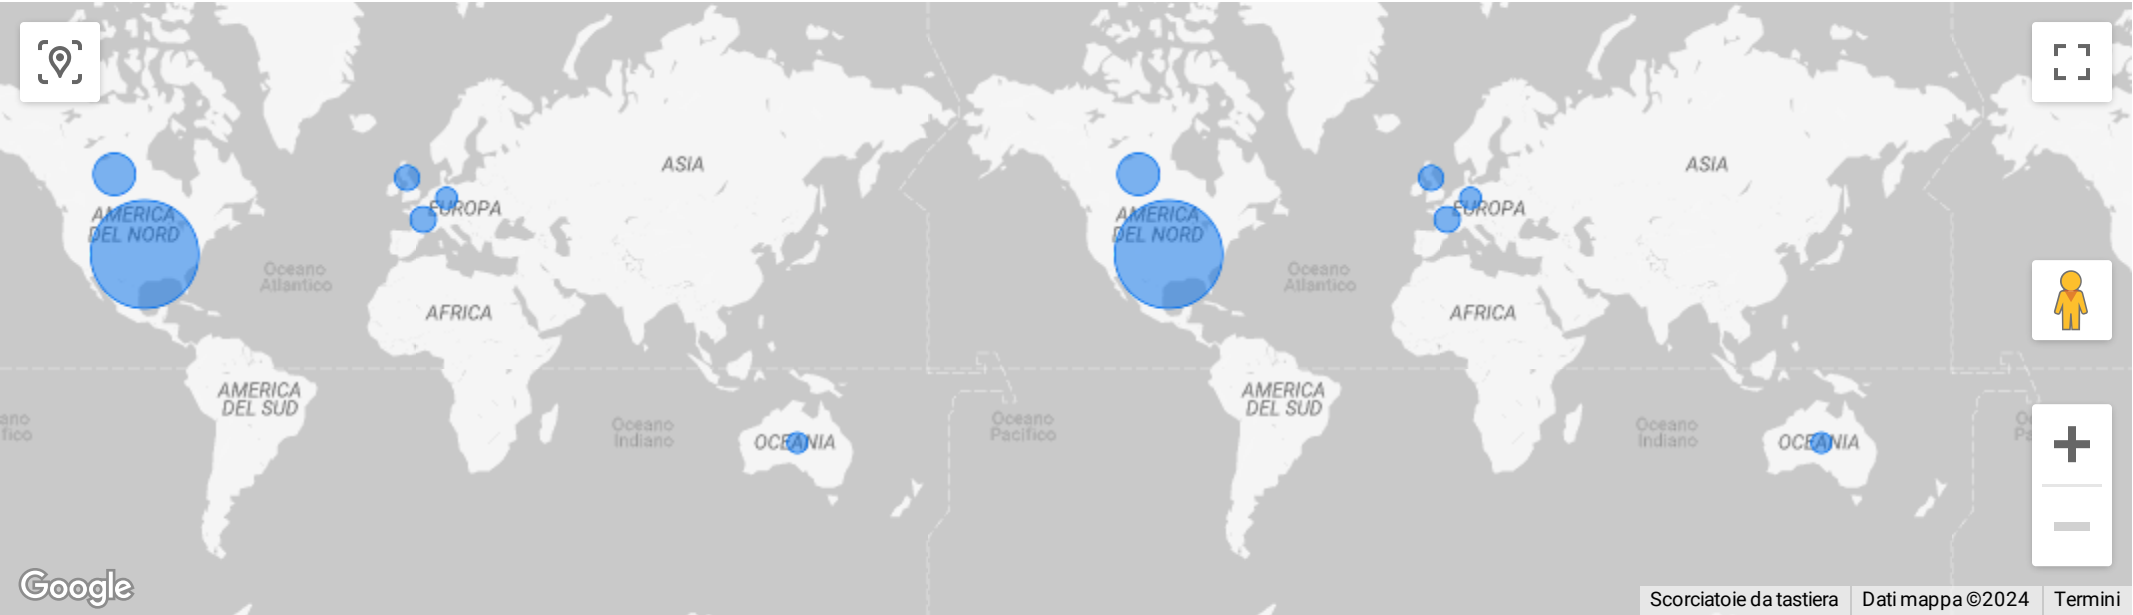 ASIA
ASIA
AMERICA
DEL NORD
EUROPA
AMERICA
DEL NORD
EUROPA
Oceano
Atlantico
Oceano
Atlantico
AFRICA
AFRICA
AMERICA
DEL SUD
AMERICA
DEL SUD
ano
fico
Oceano
Indiano
OCEANIA
Oceano
Pacifico
Oceano
Indiano
OCEANIA
Google
Scorciatoie da tastiera
Dati mappa ©2024
Termini